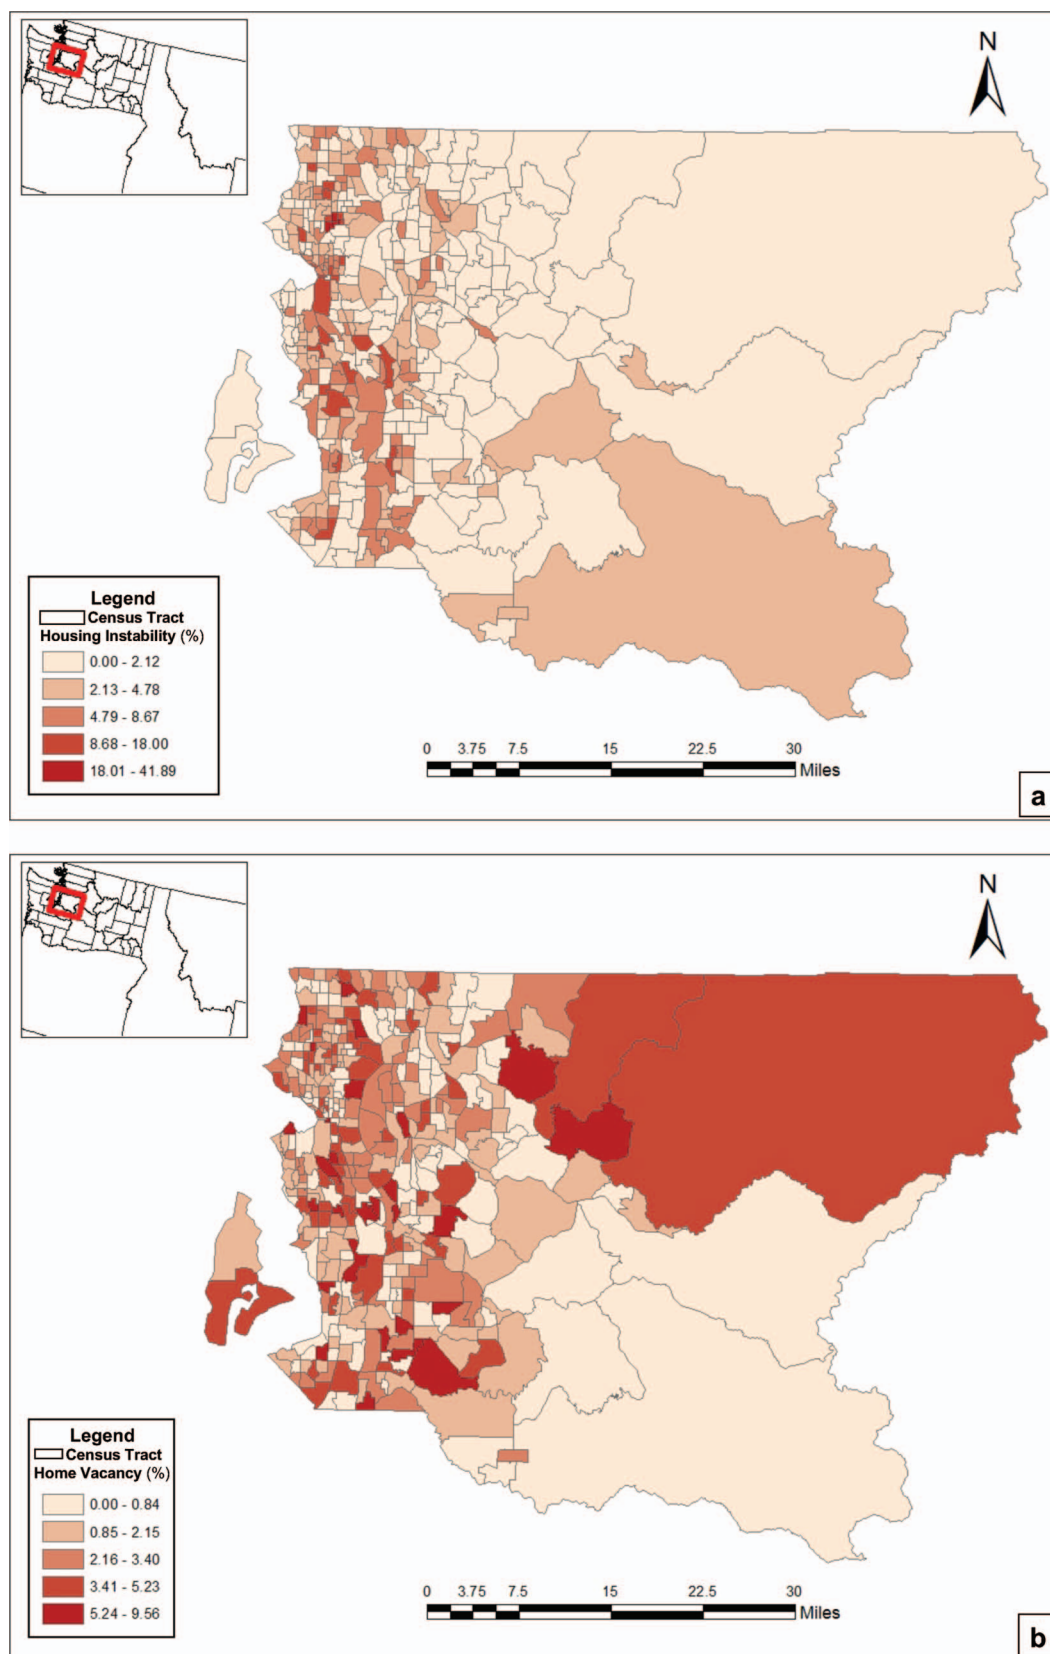 N
Legend
Census Tract
Housing Instability (%)
0.00 - 2.12
2.13 - 4.78
4.79 - 8.67
8.68 - 18.00
18.01 - 41.89
0 3.75 7.5 15 22.5 30
Miles
a
N
Legend
Census Tract
Home Vacancy (%)
0.00 - 0.84
0.85 - 2.15
2.16 - 3.40
3.41 - 5.23
5.24 - 9.56
0 3.75 7.5 15 22.5 30
Miles
b